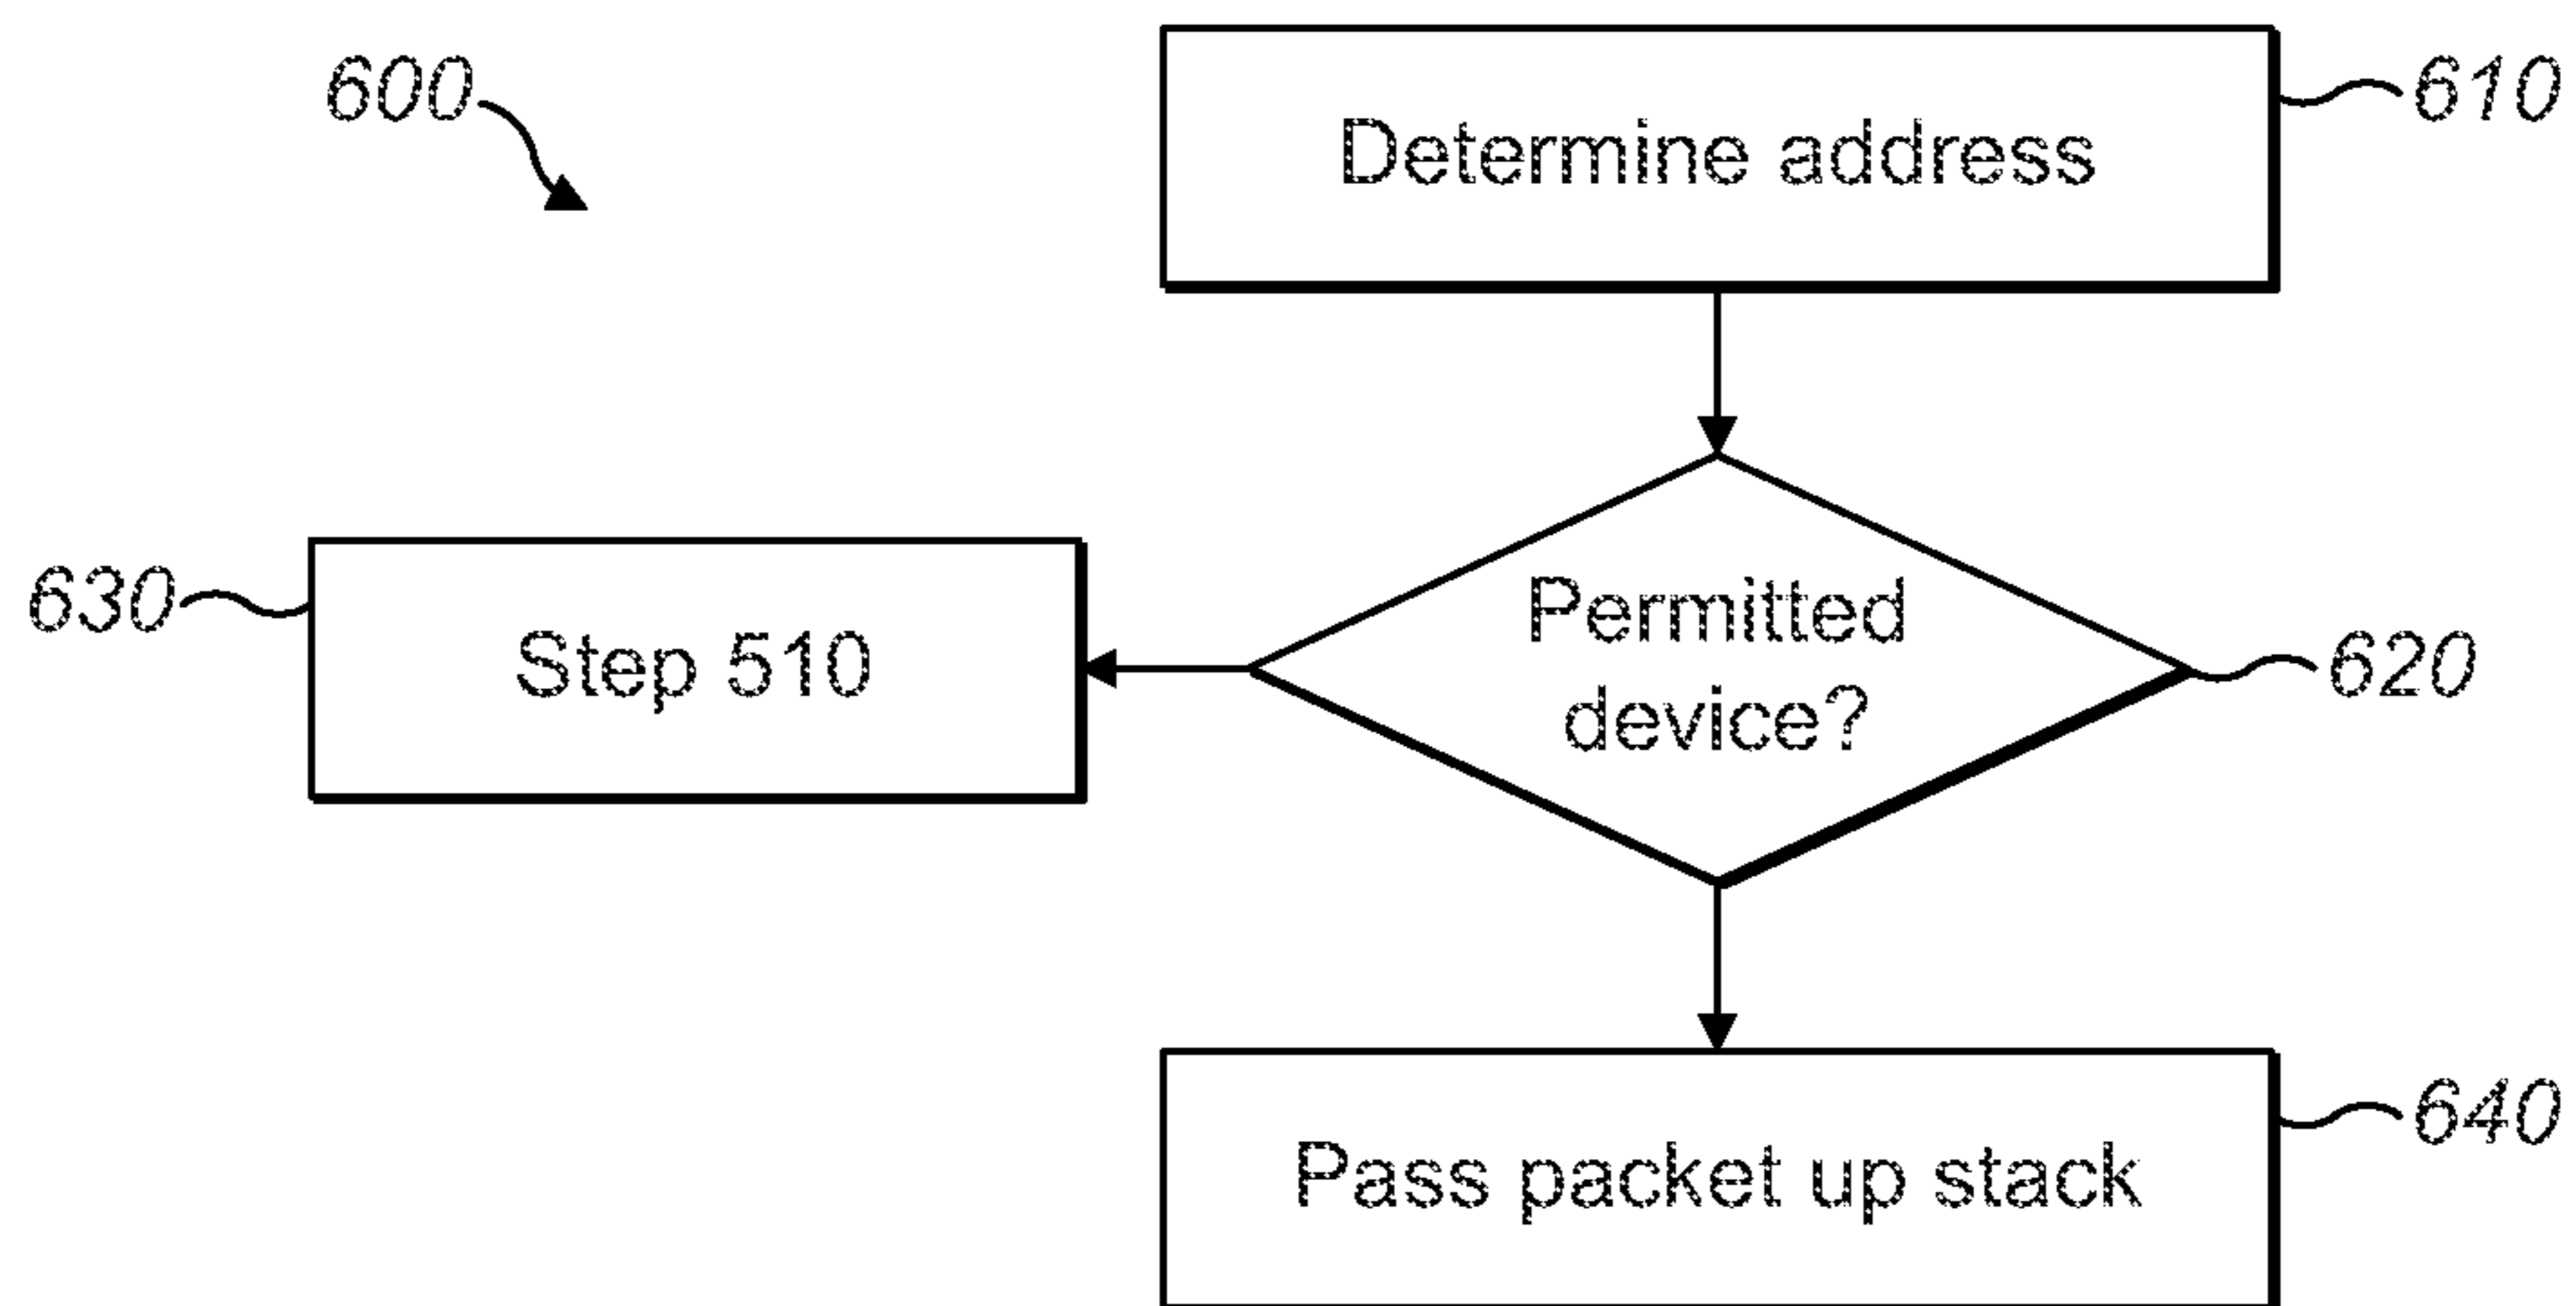 600
610
Determine address
Permitted
device?
620
630
Step 510
640
Pass packet up stack